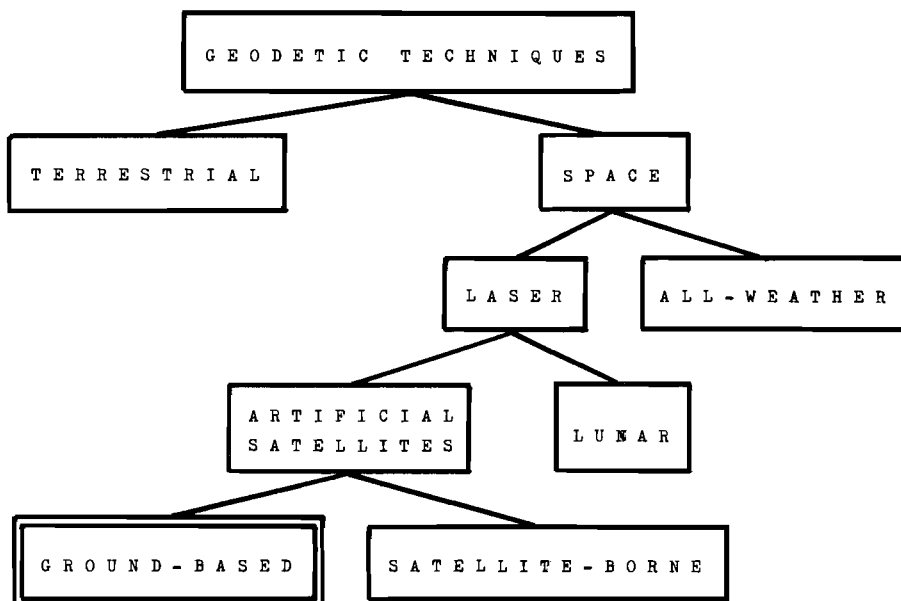 GEODETIC TECHNIQUES
TERRESTRIAL
SPACE
LASER
ALL-WEATHER
ARTIFICIAL
SATELLITES
LUNAR
GROUND-BASED
SATELLITE-BORNE